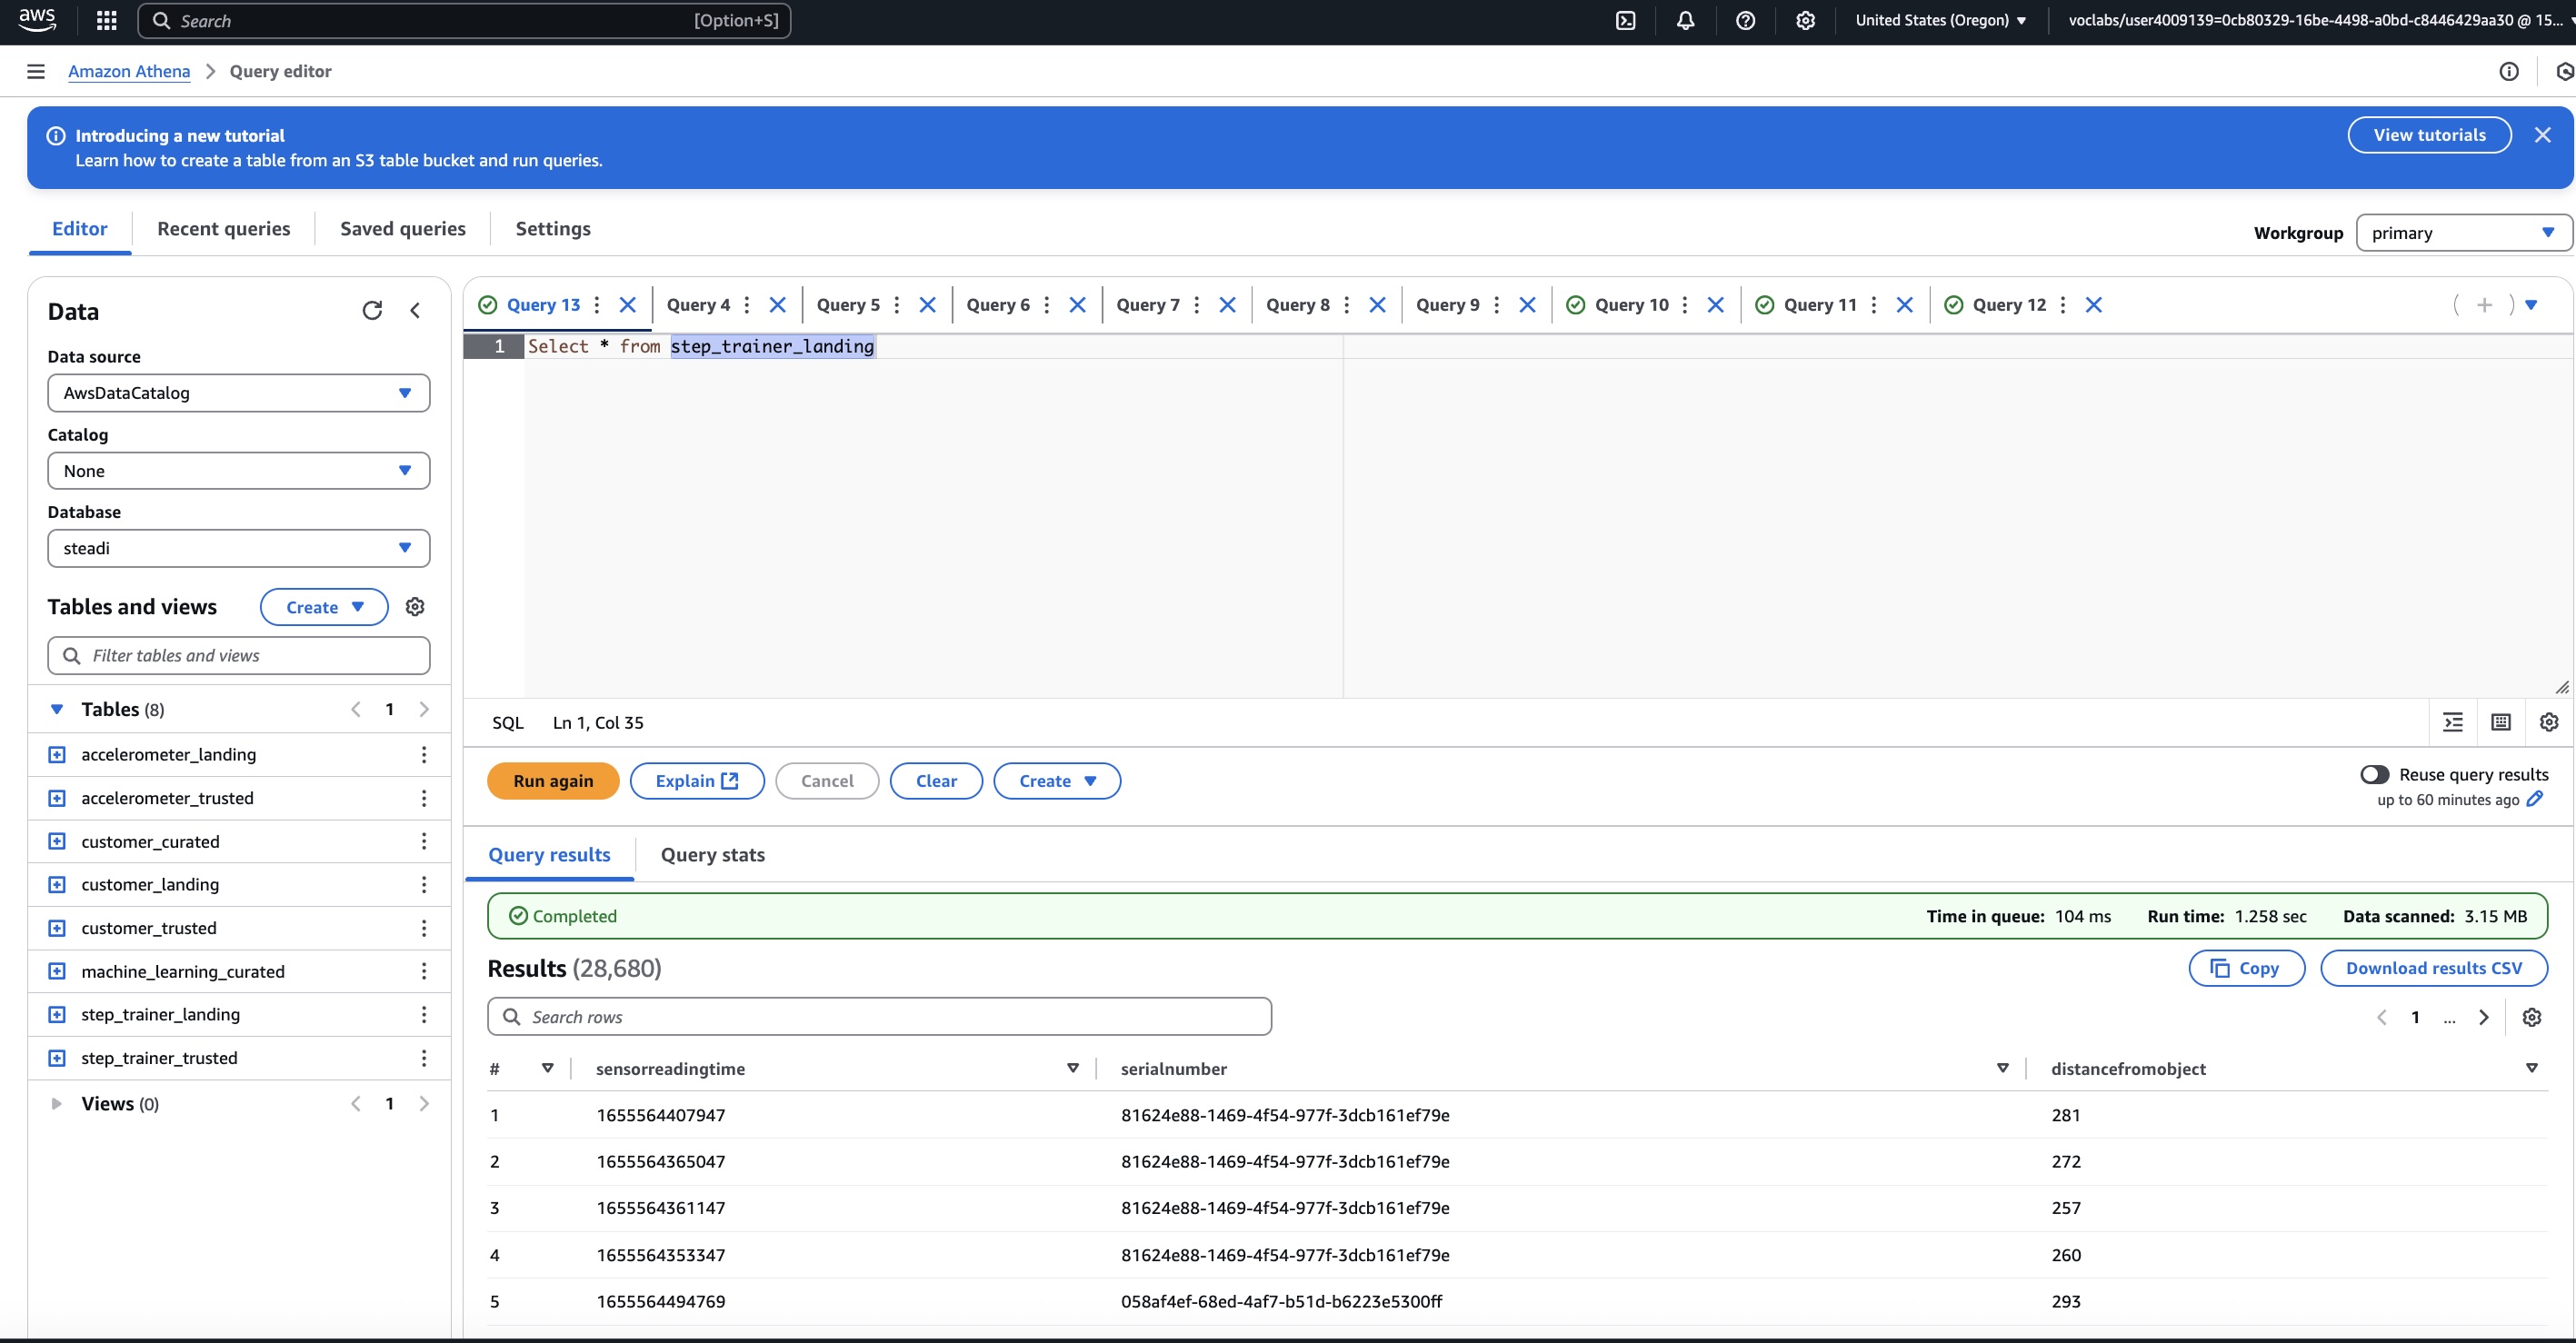 aws Search [Option+S] United States (Oregon) voclabs/user4009139=0cb80329-16be-4498-a0bd-c8446429aa30 @ 15...
Amazon Athena > Query editor
Introducing a new tutorial
Learn how to create a table from an S3 table bucket and run queries.
View tutorials
Editor Recent queries Saved queries Settings
Workgroup primary
Data
Data source
AwsDataCatalog
Catalog
None
Database
steadi
Tables and views Create
Filter tables and views
Tables (8) 1
accelerometer_landing
accelerometer_trusted
customer_curated
customer_landing
customer_trusted
machine_learning_curated
step_trainer_landing
step_trainer_trusted
Views (0) 1
Query 13 Query 4 Query 5 Query 6 Query 7 Query 8 Query 9 Query 10 Query 11 Query 12
1 Select * from step_trainer_landing
SQL Ln 1, Col 35
Run again Explain Cancel Clear Create
Reuse query results
up to 60 minutes ago
Query results Query stats
Completed Time in queue: 104 ms Run time: 1.258 sec Data scanned: 3.15 MB
Results (28,680) Copy Download results CSV
Search rows 1 ...
# sensorreadingtime serialnumber distancefromobject
1 1655564407947 81624e88-1469-4f54-977f-3dcb161ef79e 281
2 1655564365047 81624e88-1469-4f54-977f-3dcb161ef79e 272
3 1655564361147 81624e88-1469-4f54-977f-3dcb161ef79e 257
4 1655564353347 81624e88-1469-4f54-977f-3dcb161ef79e 260
5 1655564494769 058af4ef-68ed-4af7-b51d-b6223e5300ff 293